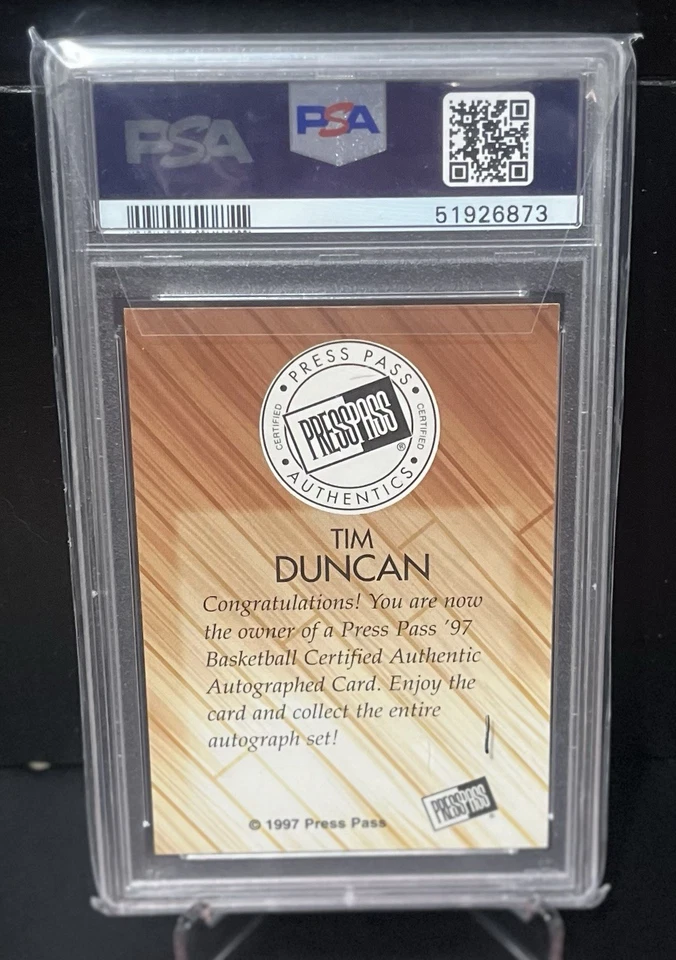 PSA
PSA
51926873
• PRESS PASS •
CERTIFIED
PRESS PASS
®
CERTIFIED
• AUTHENTICS •
TIM
DUNCAN
Congratulations! You are now
the owner of a Press Pass '97
Basketball Certified Authentic
Autographed Card. Enjoy the
card and collect the entire
autograph set!
PRESS PASS
© 1997 Press Pass